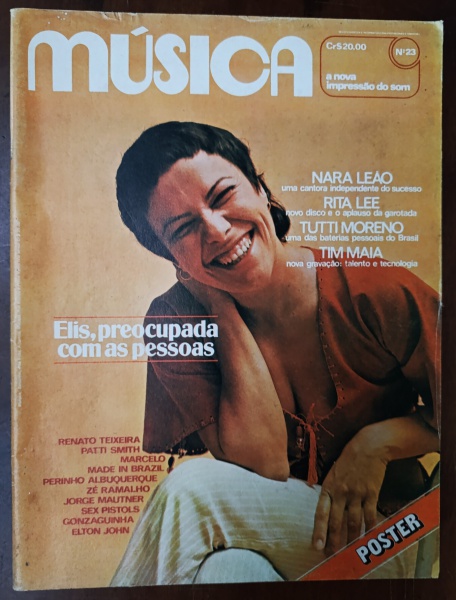 MÚSICA
Cr$20,00
Nº23
a nova
impressão do som
NARA LEÃO
uma cantora independente do sucesso
RITA LEE
novo disco e o aplauso da garotada
TUTTI MORENO
uma das baterias pessoais do Brasil
TIM MAIA
nova gravação: talento e tecnologia
Elis, preocupada
com as pessoas
RENATO TEIXEIRA
PATTI SMITH
MARCELO
MADE IN BRAZIL
PERINHO ALBUQUERQUE
ZÉ RAMALHO
JORGE MAUTNER
SEX PISTOLS
GONZAGUINHA
ELTON JOHN
POSTER